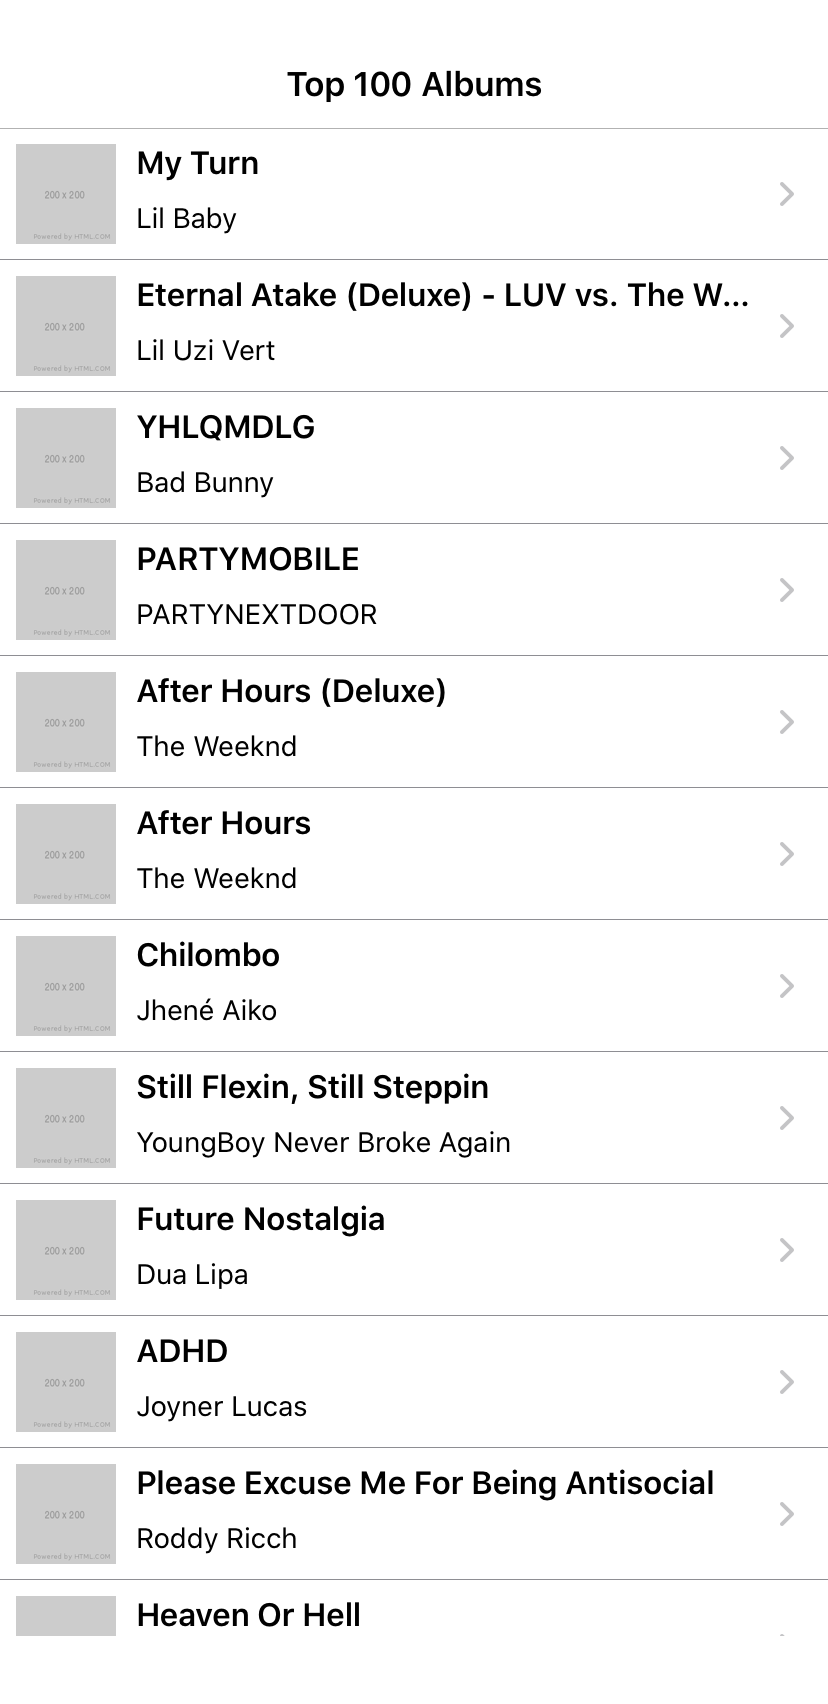 Top 100 Albums
200 x 200
Powered by HTML.COM
My Turn
Lil Baby
200 x 200
Powered by HTML.COM
Eternal Atake (Deluxe) - LUV vs. The W...
Lil Uzi Vert
200 x 200
Powered by HTML.COM
YHLQMDLG
Bad Bunny
200 x 200
Powered by HTML.COM
PARTYMOBILE
PARTYNEXTDOOR
200 x 200
Powered by HTML.COM
After Hours (Deluxe)
The Weeknd
200 x 200
Powered by HTML.COM
After Hours
The Weeknd
200 x 200
Powered by HTML.COM
Chilombo
Jhené Aiko
200 x 200
Powered by HTML.COM
Still Flexin, Still Steppin
YoungBoy Never Broke Again
200 x 200
Powered by HTML.COM
Future Nostalgia
Dua Lipa
200 x 200
Powered by HTML.COM
ADHD
Joyner Lucas
200 x 200
Powered by HTML.COM
Please Excuse Me For Being Antisocial
Roddy Ricch
Heaven Or Hell